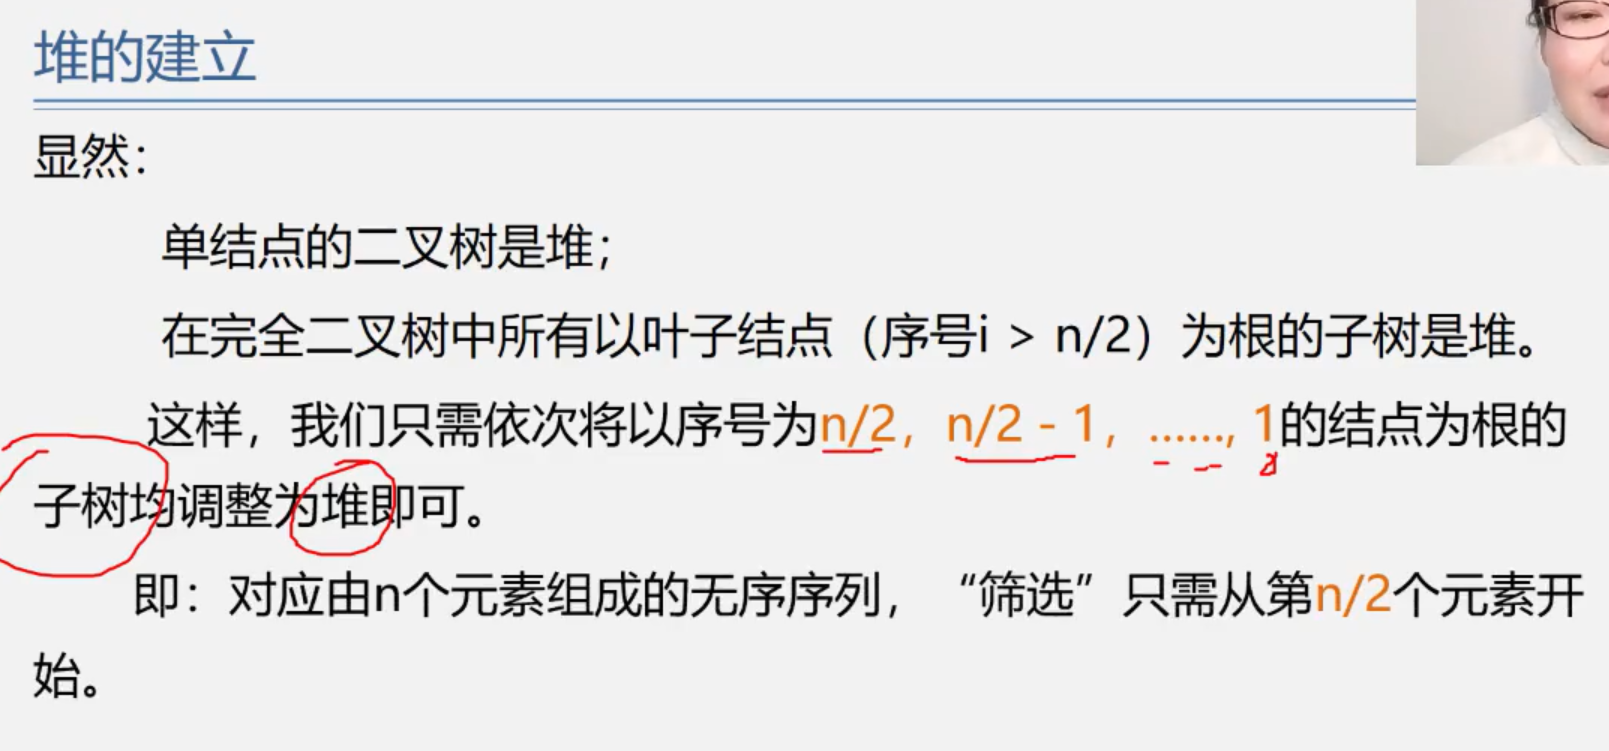 堆的建立
显然：
单结点的二叉树是堆；
在完全二叉树中所有以叶子结点（序号i > n/2）为根的子树是堆。
这样，我们只需依次将以序号为n/2，n/2 - 1，……, 1的结点为根的
子树均调整为堆即可。
即：对应由n个元素组成的无序序列，“筛选”只需从第n/2个元素开
始。